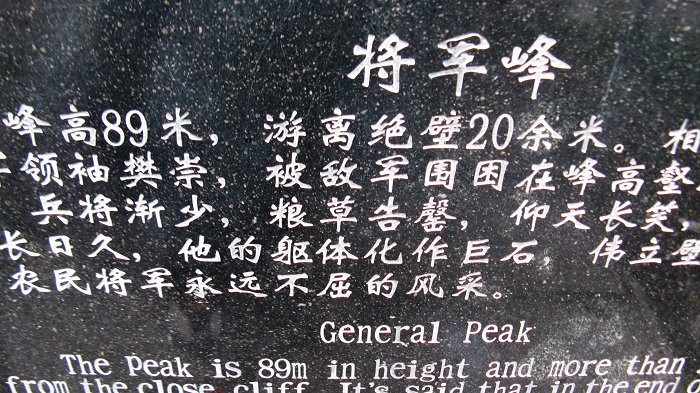 将军峰
峰高89米，游离绝壁20余米。相
领袖樊崇，被敌军围困在峰高壑
兵将渐少，粮草告罄，仰天长笑，
长日久，他的躯体化作巨石，伟立壁
农民将军永远不屈的风采。
General Peak
The Peak is 89m in height and more than
from the close cliff. It's said that in the end o